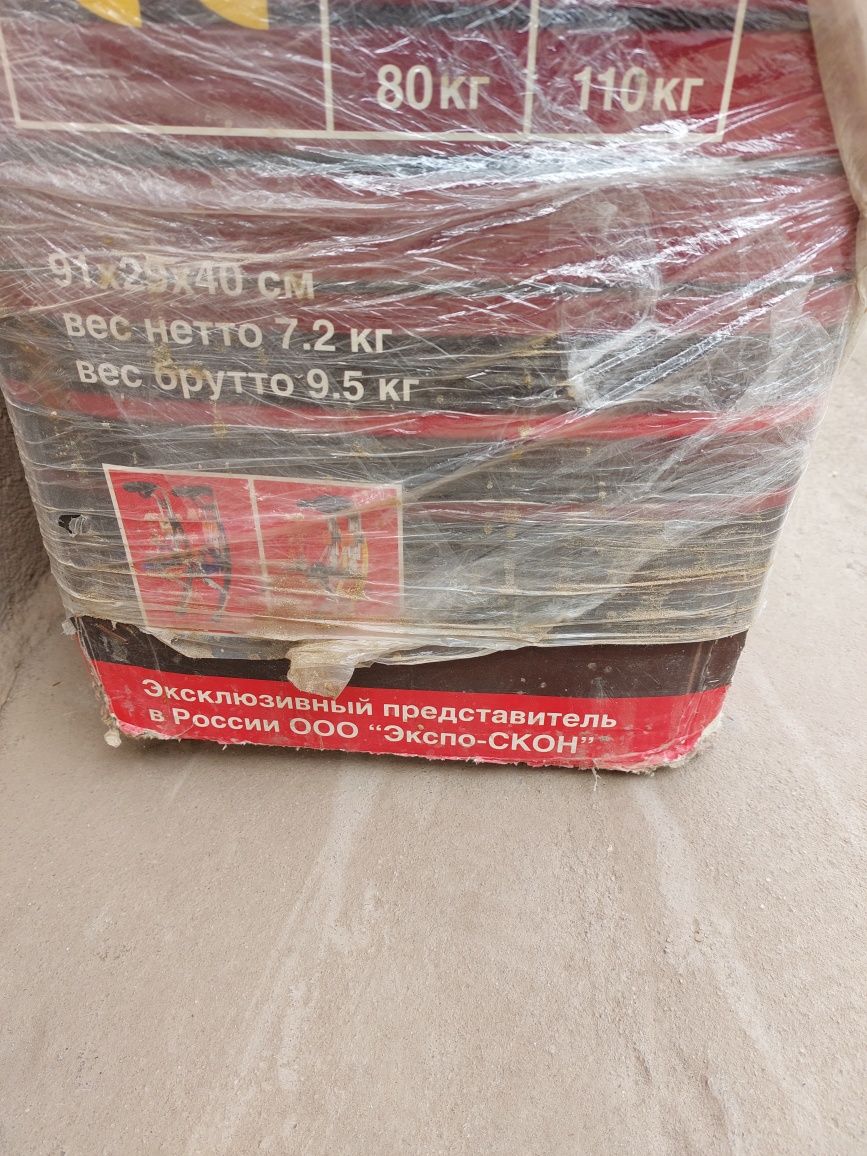 80кг
110кг
91x29x40 см
вес нетто 7.2 кг
вес брутто 9.5 кг
Эксклюзивный представитель
в России ООО “Экспо-СКОН”